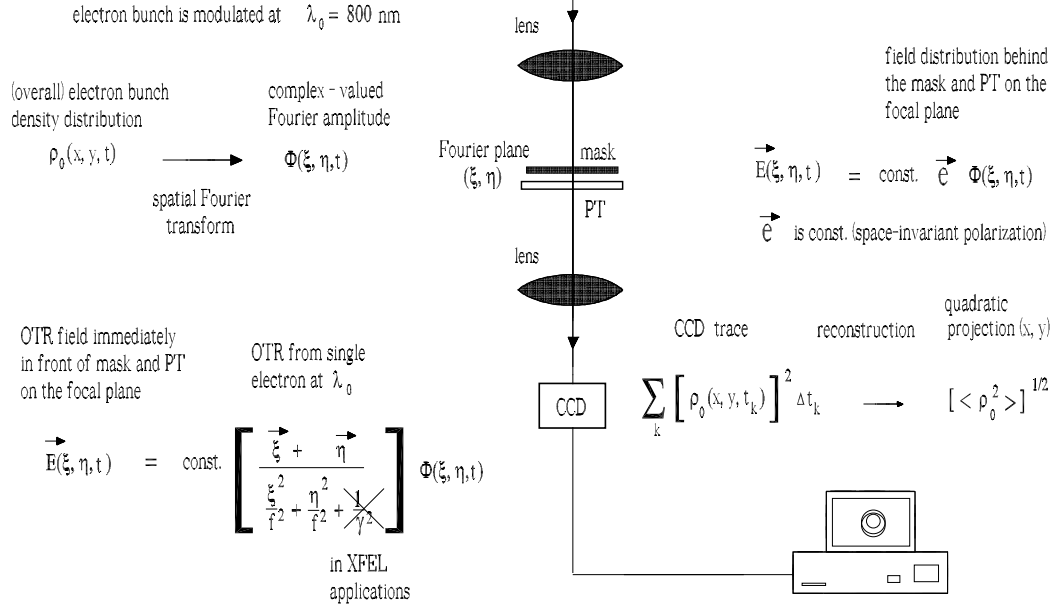 electron bunch is modulated at λ₀ = 800 nm
(overall) electron bunch
density distribution
ρ₀(x, y, t)
spatial Fourier
transform
complex - valued
Fourier amplitude
Φ(ξ, η,t)
lens
Fourier plane
(ξ, η)
mask
PT
lens
field distribution behind
the mask and PT on the
focal plane
E⃗(ξ, η,t ) = const. e⃗ Φ(ξ, η,t)
e⃗ is const. (space-invariant polarization)
OTR field immediately
in front of mask and PT
on the focal plane
OTR from single
electron at λ₀
E⃗(ξ, η,t ) = const. [ (ξ⃗ + η⃗) / (ξ²/f² + η²/f² + 1/γ²) ] Φ(ξ, η,t)
in XFEL
applications
CCD
CCD trace
reconstruction
quadratic
projection (x, y)
∑ₖ [ ρ₀(x, y, tₖ) ]² Δtₖ
[ < ρ₀² > ]^1/2